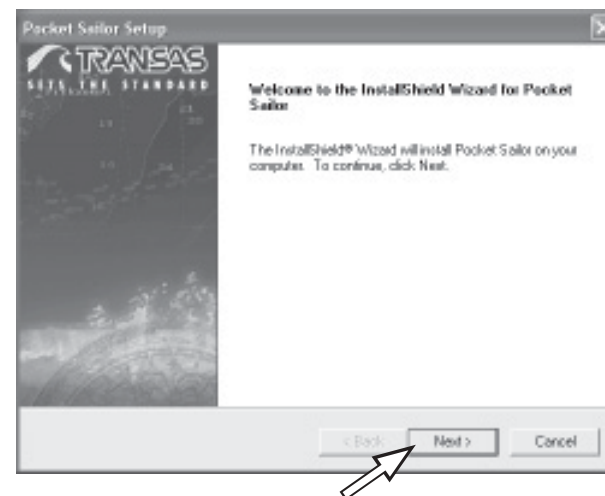 Pocket Sailor Setup
TRANSAS
SETS THE STANDARD
Welcome to the InstallShield Wizard for Pocket
Sailor
The InstallShield® Wizard will install Pocket Sailor on your
computer. To continue, click Next.
< Back
Next >
Cancel